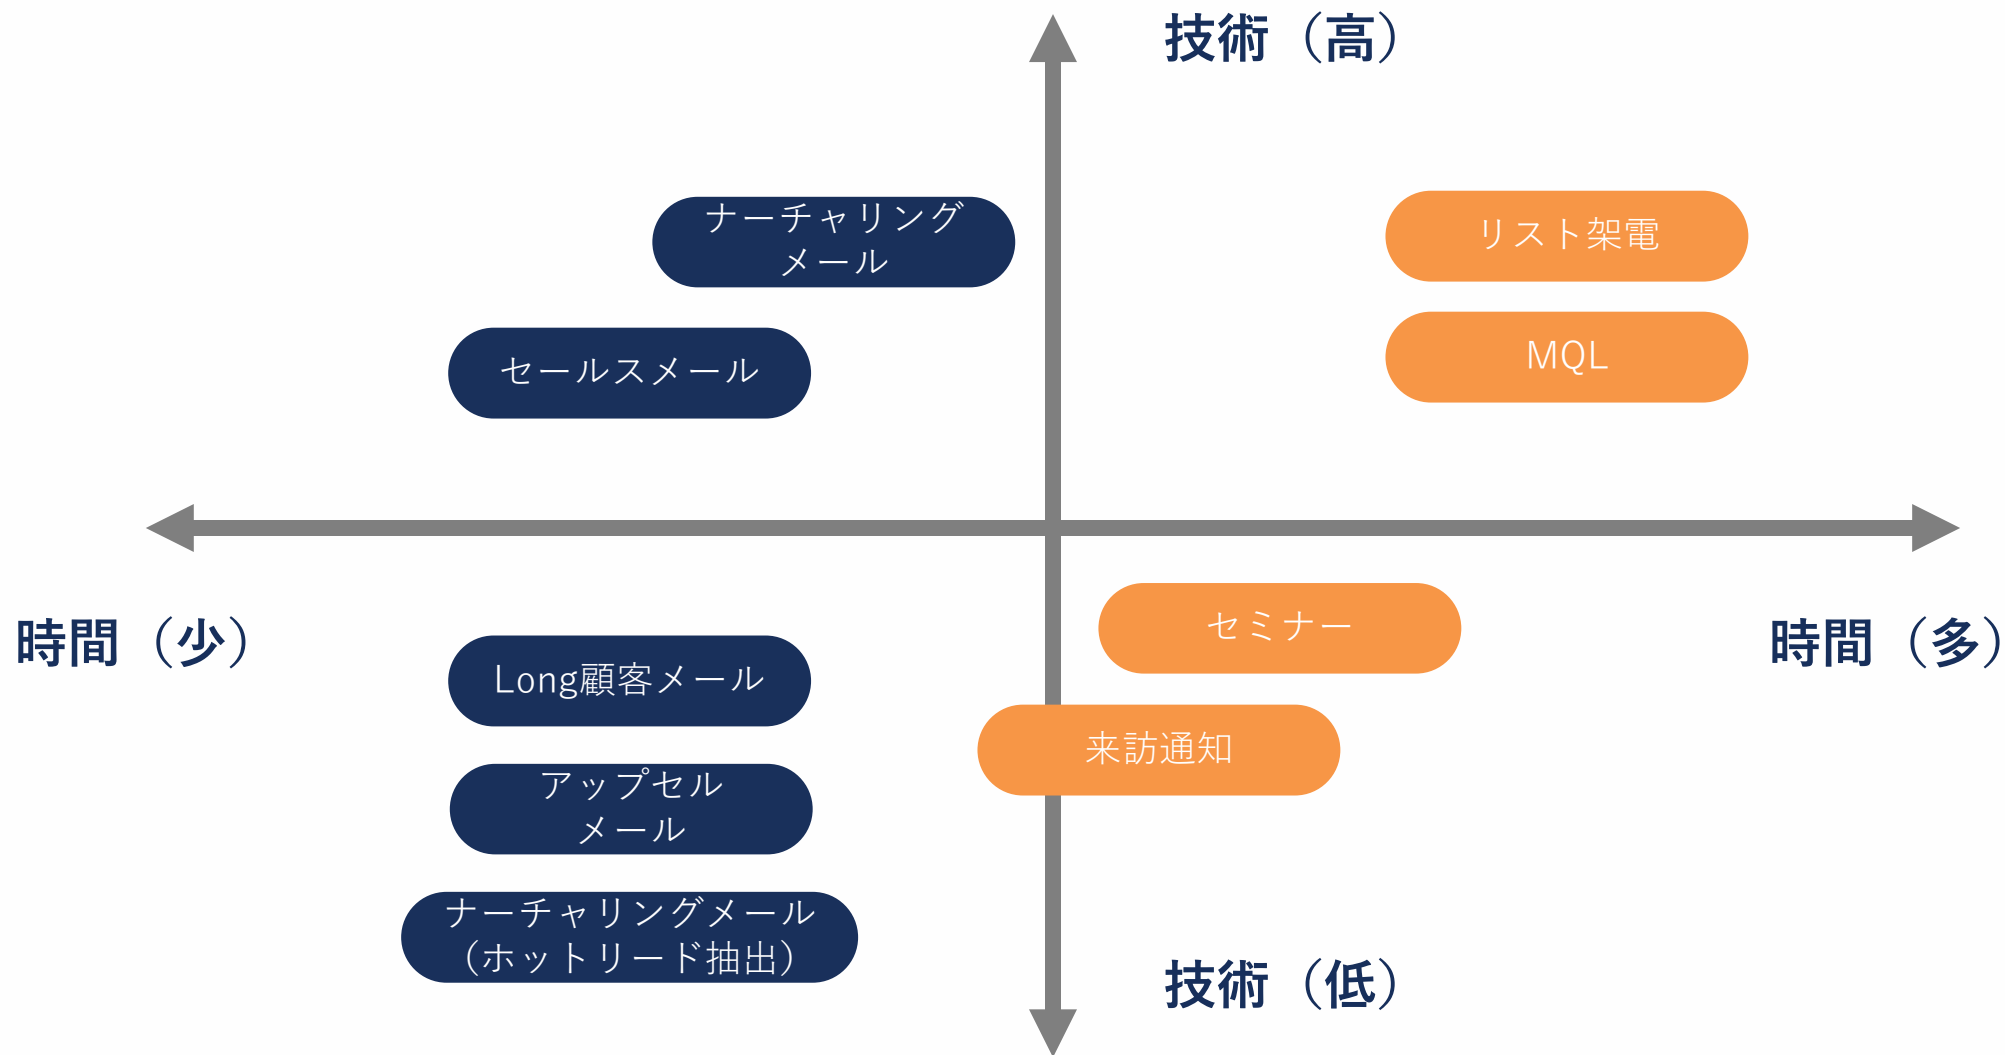 技術（高）
ナーチャリング
メール
リスト架電
セールスメール
MQL
時間（少）
時間（多）
セミナー
Long顧客メール
来訪通知
アップセル
メール
ナーチャリングメール
（ホットリード抽出）
技術（低）